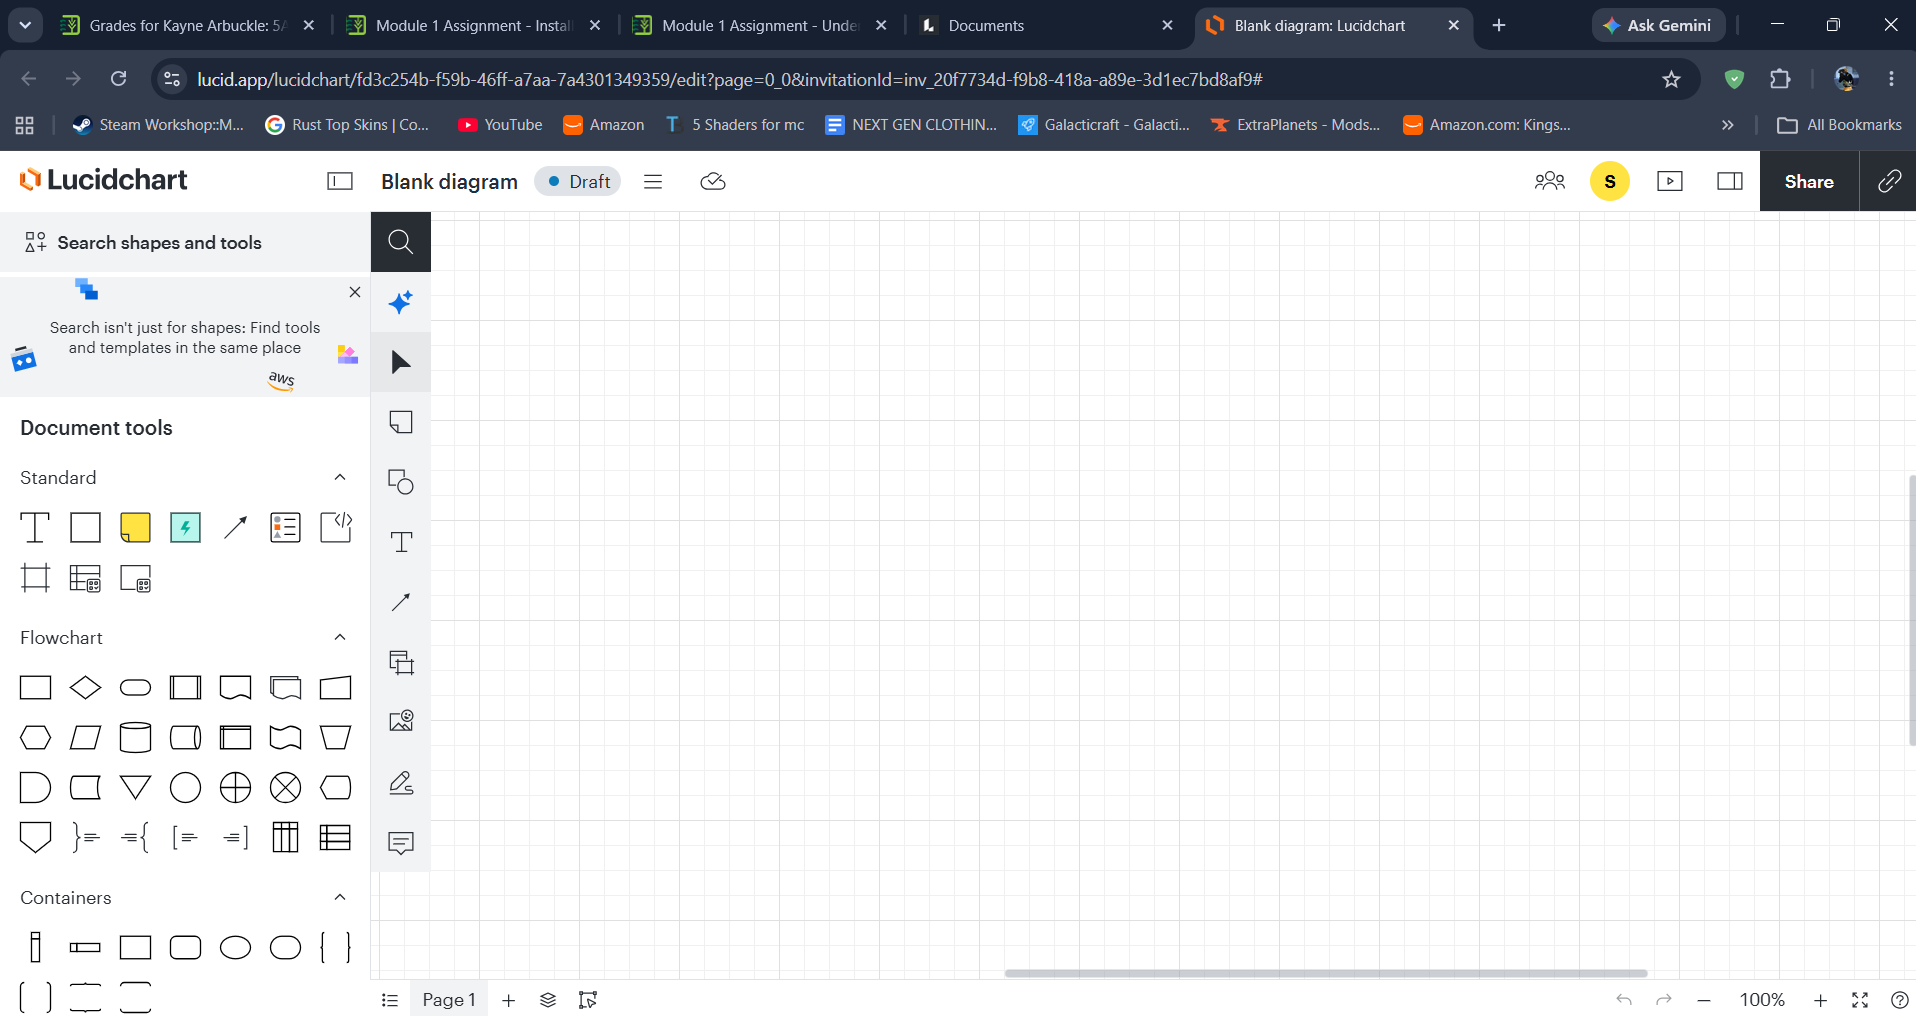 Grades for Kayne Arbuckle: 5A
Module 1 Assignment - Instal
Module 1 Assignment - Unde
Documents
Blank diagram: Lucidchart
Ask Gemini
lucid.app/lucidchart/fd3c254b-f59b-46ff-a7aa-7a4301349359/edit?page=0_0&invitationId=inv_20f7734d-f9b8-418a-a89e-3d1ec7bd8af9#
Steam Workshop::M...
Rust Top Skins | Co...
YouTube
Amazon
5 Shaders for mc
NEXT GEN CLOTHIN...
Galacticraft - Galacti...
ExtraPlanets - Mods...
Amazon.com: Kings...
All Bookmarks
Lucidchart
Blank diagram
Draft
S
Share
Search shapes and tools
Search isn't just for shapes: Find tools
and templates in the same place
aws
Document tools
Standard
Flowchart
Containers
Page 1
100%